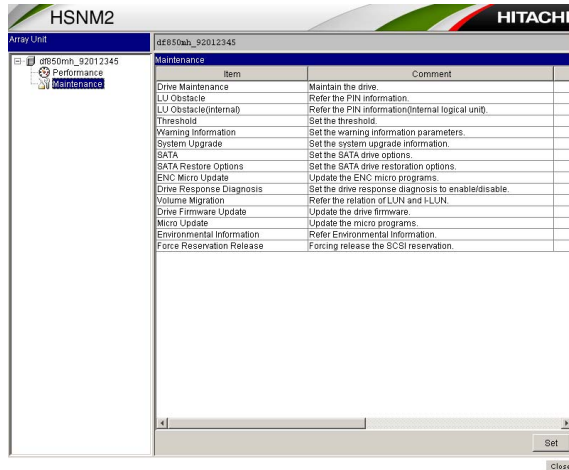 HSNM2
HITACHI
Array Unit
df850mh_92012345
df850mh_92012345
Performance
Maintenance
Maintenance
Item Comment
Drive Maintenance Maintain the drive.
LU Obstacle Refer the PIN information.
LU Obstacle(internal) Refer the PIN information(Internal logical unit).
Threshold Set the threshold.
Warning Information Set the warning information parameters.
System Upgrade Set the system upgrade information.
SATA Set the SATA drive options.
SATA Restore Options Set the SATA drive restoration options.
ENC Micro Update Update the ENC micro programs.
Drive Response Diagnosis Set the drive response diagnosis to enable/disable.
Volume Migration Refer the relation of LUN and I-LUN.
Drive Firmware Update Update the drive firmware.
Micro Update Update the micro programs.
Environmental Information Refer Environmental Information.
Force Reservation Release Forcing release the SCSI reservation.
Set
Close